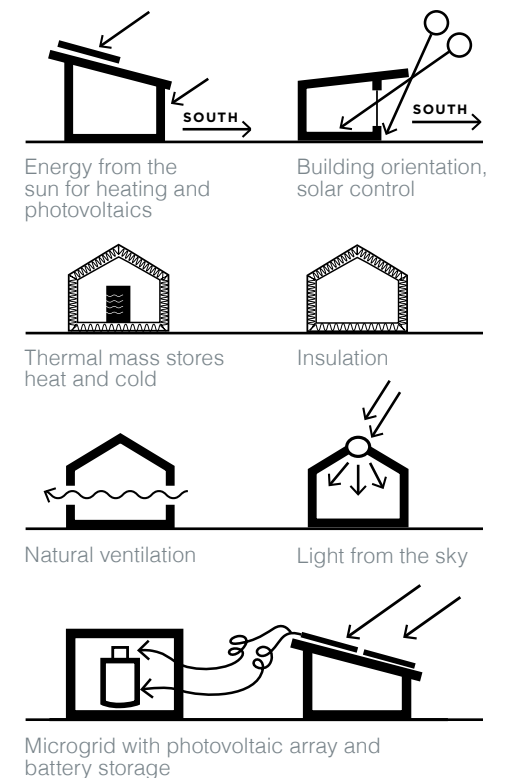 SOUTH
SOUTH
Energy from the
sun for heating and
photovoltaics
Building orientation,
solar control
Thermal mass stores
heat and cold
Insulation
Natural ventilation
Light from the sky
Microgrid with photovoltaic array and
battery storage